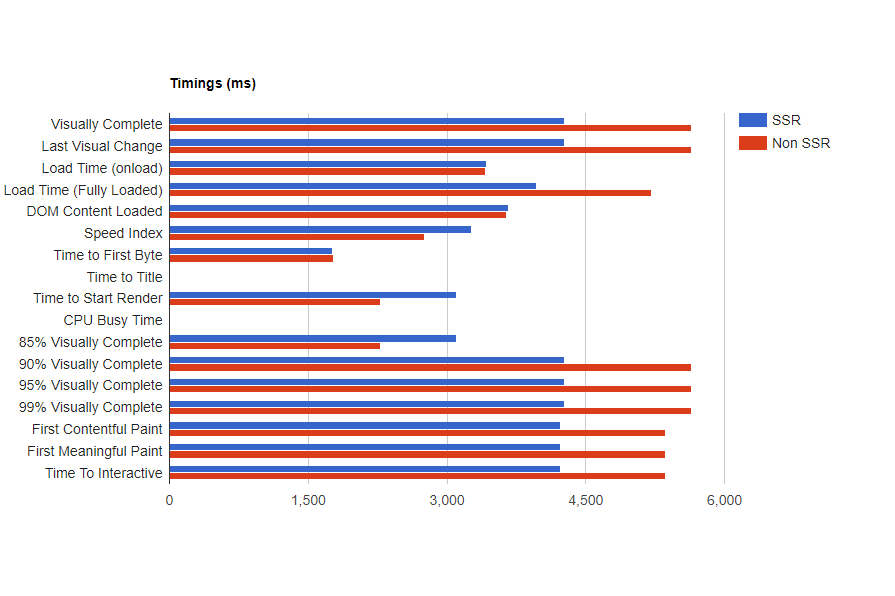 Timings (ms)
SSR
Non SSR
Visually Complete
Last Visual Change
Load Time (onload)
Load Time (Fully Loaded)
DOM Content Loaded
Speed Index
Time to First Byte
Time to Title
Time to Start Render
CPU Busy Time
85% Visually Complete
90% Visually Complete
95% Visually Complete
99% Visually Complete
First Contentful Paint
First Meaningful Paint
Time To Interactive
0 1,500 3,000 4,500 6,000